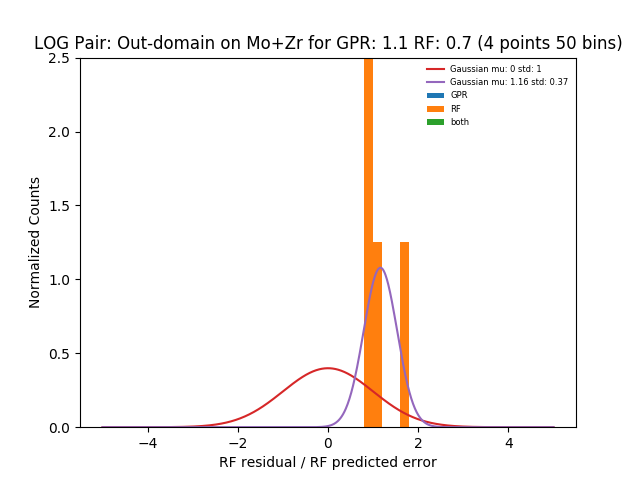 LOG Pair: Out-domain on Mo+Zr for GPR: 1.1 RF: 0.7 (4 points 50 bins)
Gaussian mu: 0 std: 1
Gaussian mu: 1.16 std: 0.37
GPR
RF
both
Normalized Counts
2.5
2.0
1.5
1.0
0.5
0.0
−4 −2 0 2 4
RF residual / RF predicted error